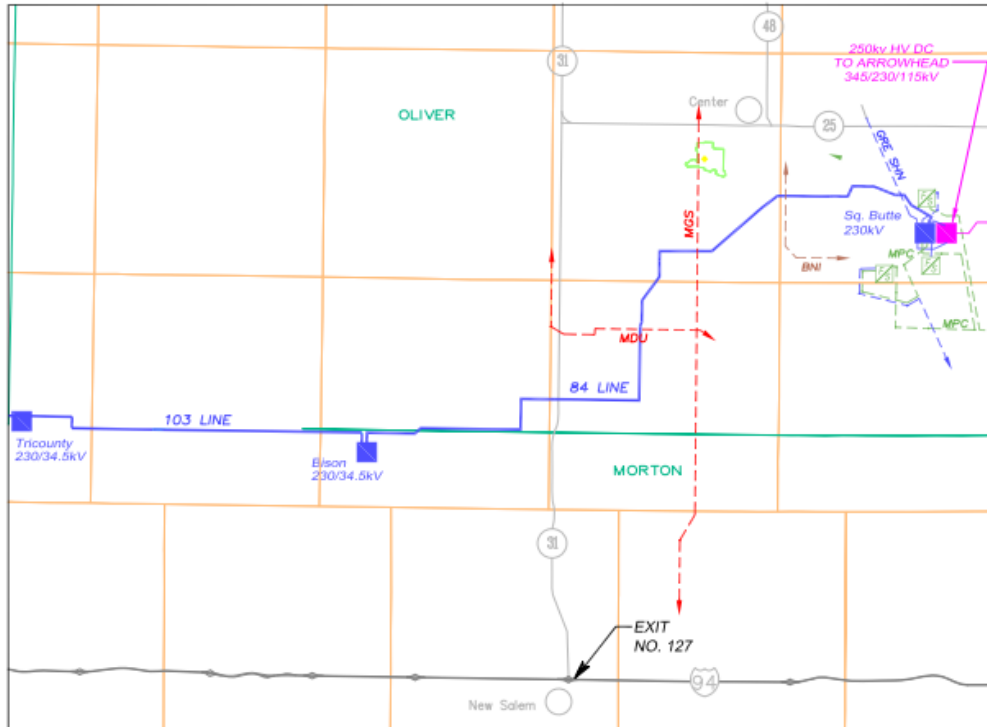 48
31
250kv HV DC
TO ARROWHEAD
345/230/115kV
Center
OLIVER
25
GRE SHN
MGS
Sq. Butte
230kV
MPC
BNI
MPC
MDU
84 LINE
103 LINE
Tricounty
230/34.5kV
Bison
230/34.5kV
MORTON
31
EXIT
NO. 127
94
New Salem